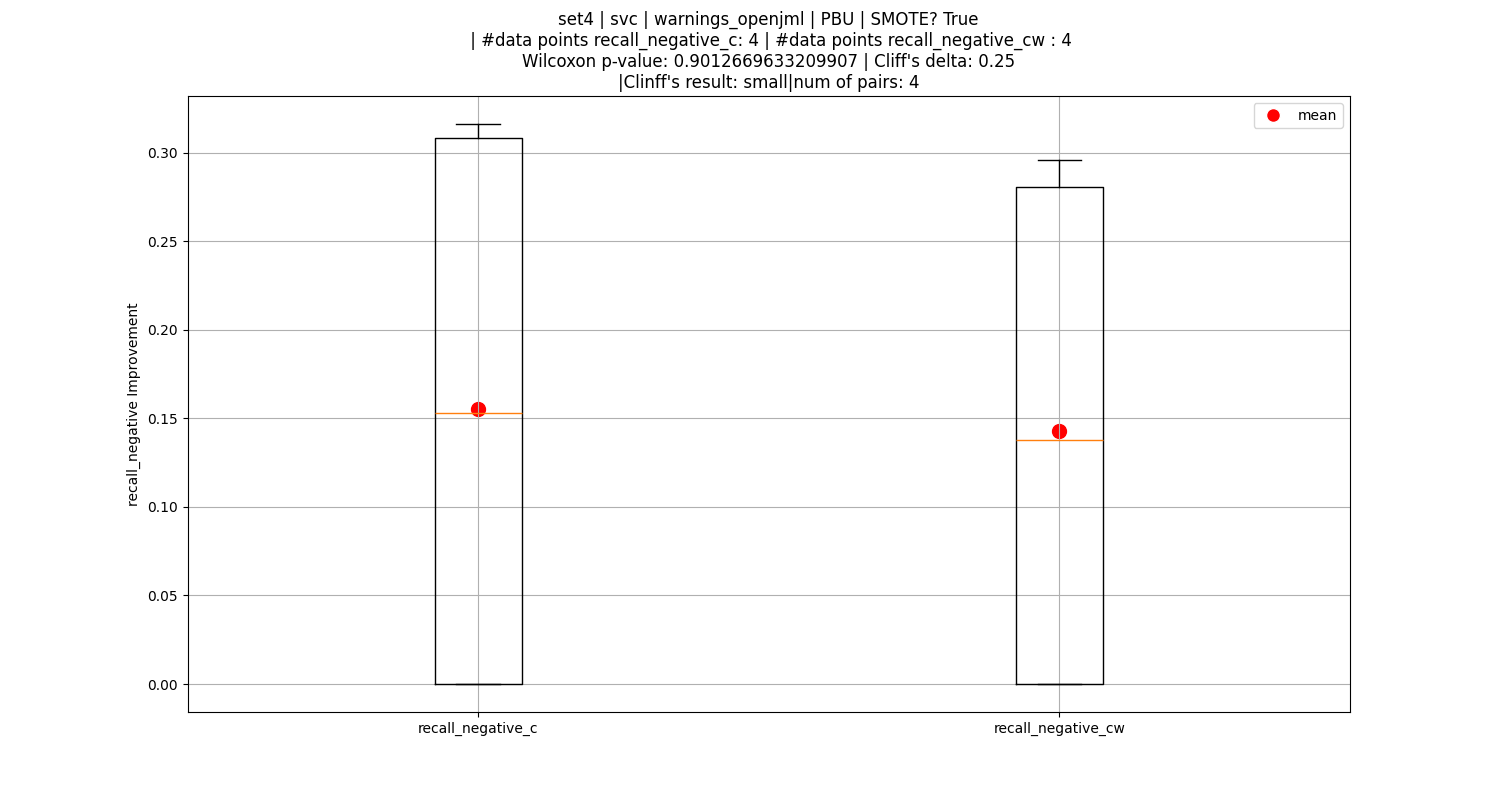 set4 | svc | warnings_openjml | PBU | SMOTE? True
| #data points recall_negative_c: 4 | #data points recall_negative_cw : 4
Wilcoxon p-value: 0.9012669633209907 | Cliff's delta: 0.25
|Clinff's result: small|num of pairs: 4
mean
0.30
0.25
0.20
0.15
0.10
0.05
0.00
recall_negative Improvement
recall_negative_c
recall_negative_cw